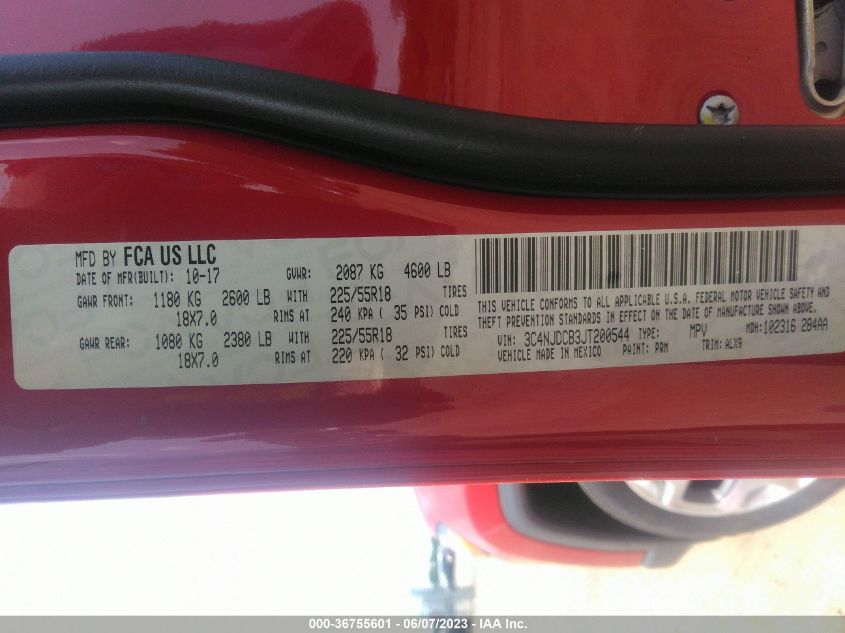 MFD BY FCA US LLC
DATE OF MFR(BUILT): 10-17 GVWR: 2087 KG 4600 LB
GAWR FRONT: 1180 KG 2600 LB WITH 225/55R18 TIRES
18X7.0 RIMS AT 240 KPA ( 35 PSI) COLD
GAWR REAR: 1080 KG 2380 LB WITH 225/55R18 TIRES
18X7.0 RIMS AT 220 KPA ( 32 PSI) COLD
THIS VEHICLE CONFORMS TO ALL APPLICABLE U.S.A. FEDERAL MOTOR VEHICLE SAFETY AND
THEFT PREVENTION STANDARDS IN EFFECT ON THE DATE OF MANUFACTURE SHOWN ABOVE.
VIN: 3C4NJDCB3JT200544 TYPE: MPV MDH: 102316 284AA
VEHICLE MADE IN MEXICO PAINT: PRM TRIM: ALX9
000-36755601 - 06/07/2023 - IAA Inc.